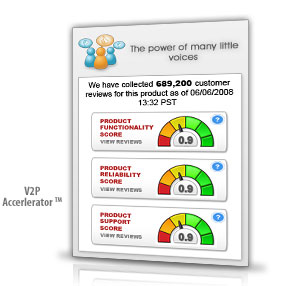 The power of many little
voices
We have collected 689,200 customer
reviews for this product as of 06/06/2008
13:32 PST
PRODUCT
FUNCTIONALITY
SCORE
VIEW REVIEWS
?
0.9
PRODUCT
RELIABILITY
SCORE
VIEW REVIEWS
?
0.9
PRODUCT
SUPPORT
SCORE
VIEW REVIEWS
?
0.9
V2P
Accerlerator ™